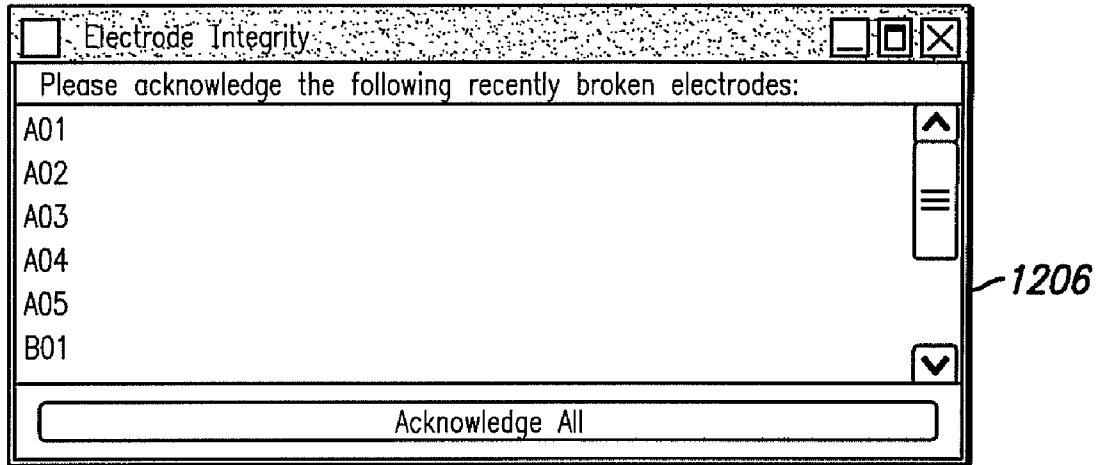 Electrode Integrity
Please acknowledge the following recently broken electrodes:
A01
A02
A03
A04
A05
B01
Acknowledge All
1206